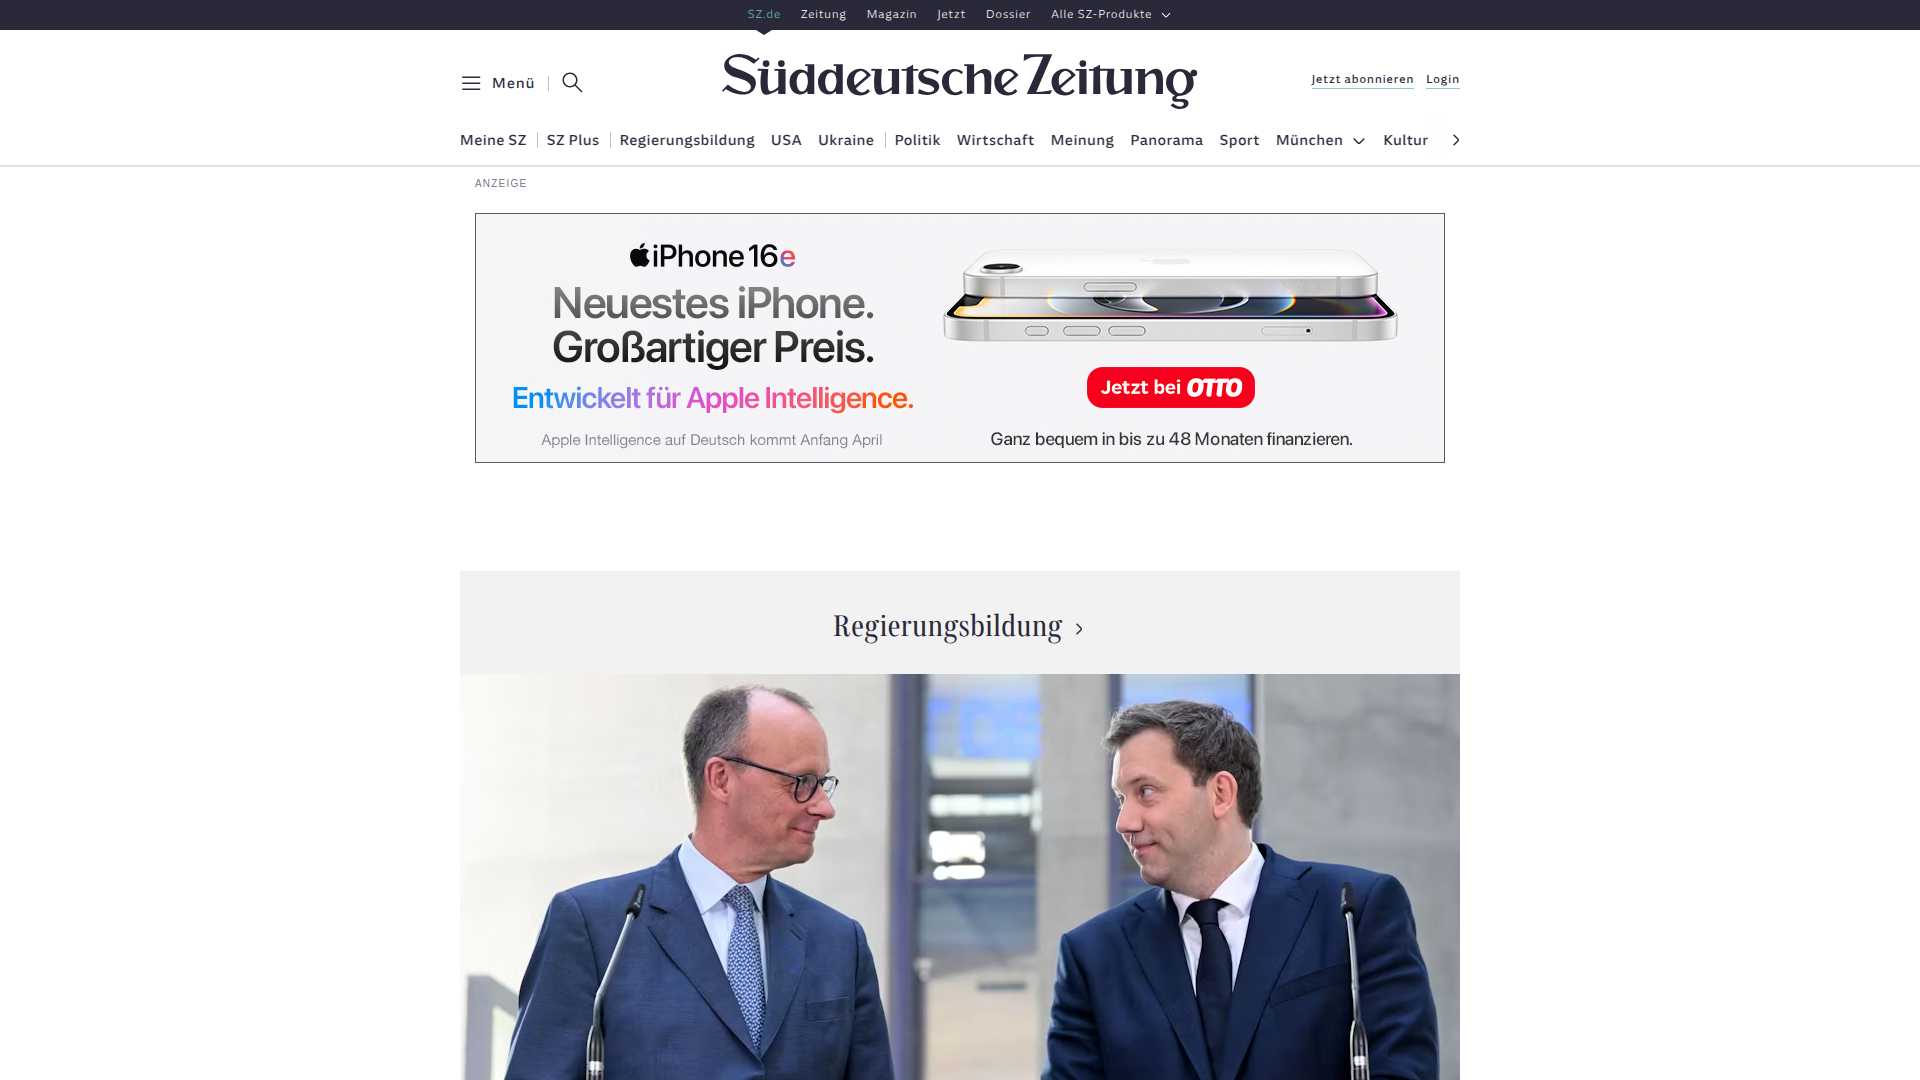 SZ.de Zeitung Magazin Jetzt Dossier Alle SZ-Produkte
Menü
Süddeutsche Zeitung
Jetzt abonnieren Login
Meine SZ SZ Plus Regierungsbildung USA Ukraine Politik Wirtschaft Meinung Panorama Sport München Kultur
ANZEIGE
iPhone 16e
Neuestes iPhone.
Großartiger Preis.
Entwickelt für Apple Intelligence.
Apple Intelligence auf Deutsch kommt Anfang April
Jetzt bei OTTO
Ganz bequem in bis zu 48 Monaten finanzieren.
Regierungsbildung